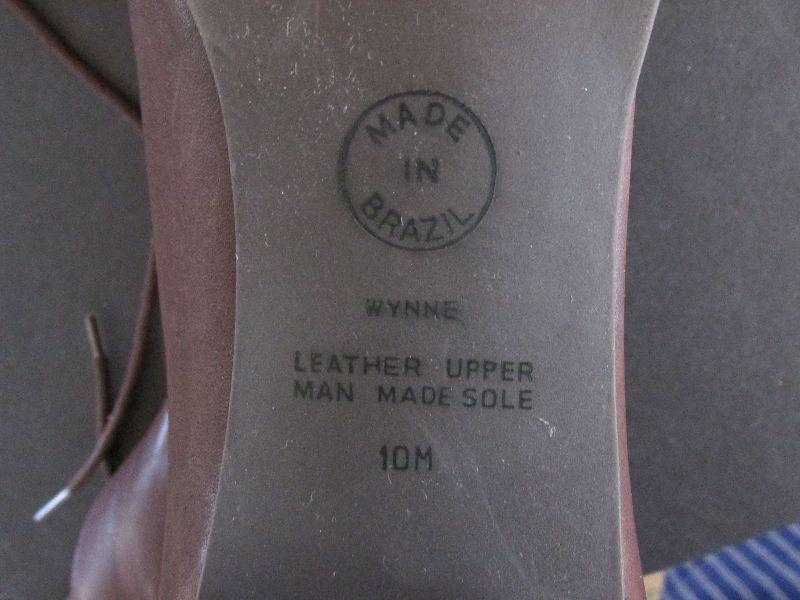 MADE
IN
BRAZIL
WYNNE
LEATHER UPPER
MAN MADE SOLE
10M